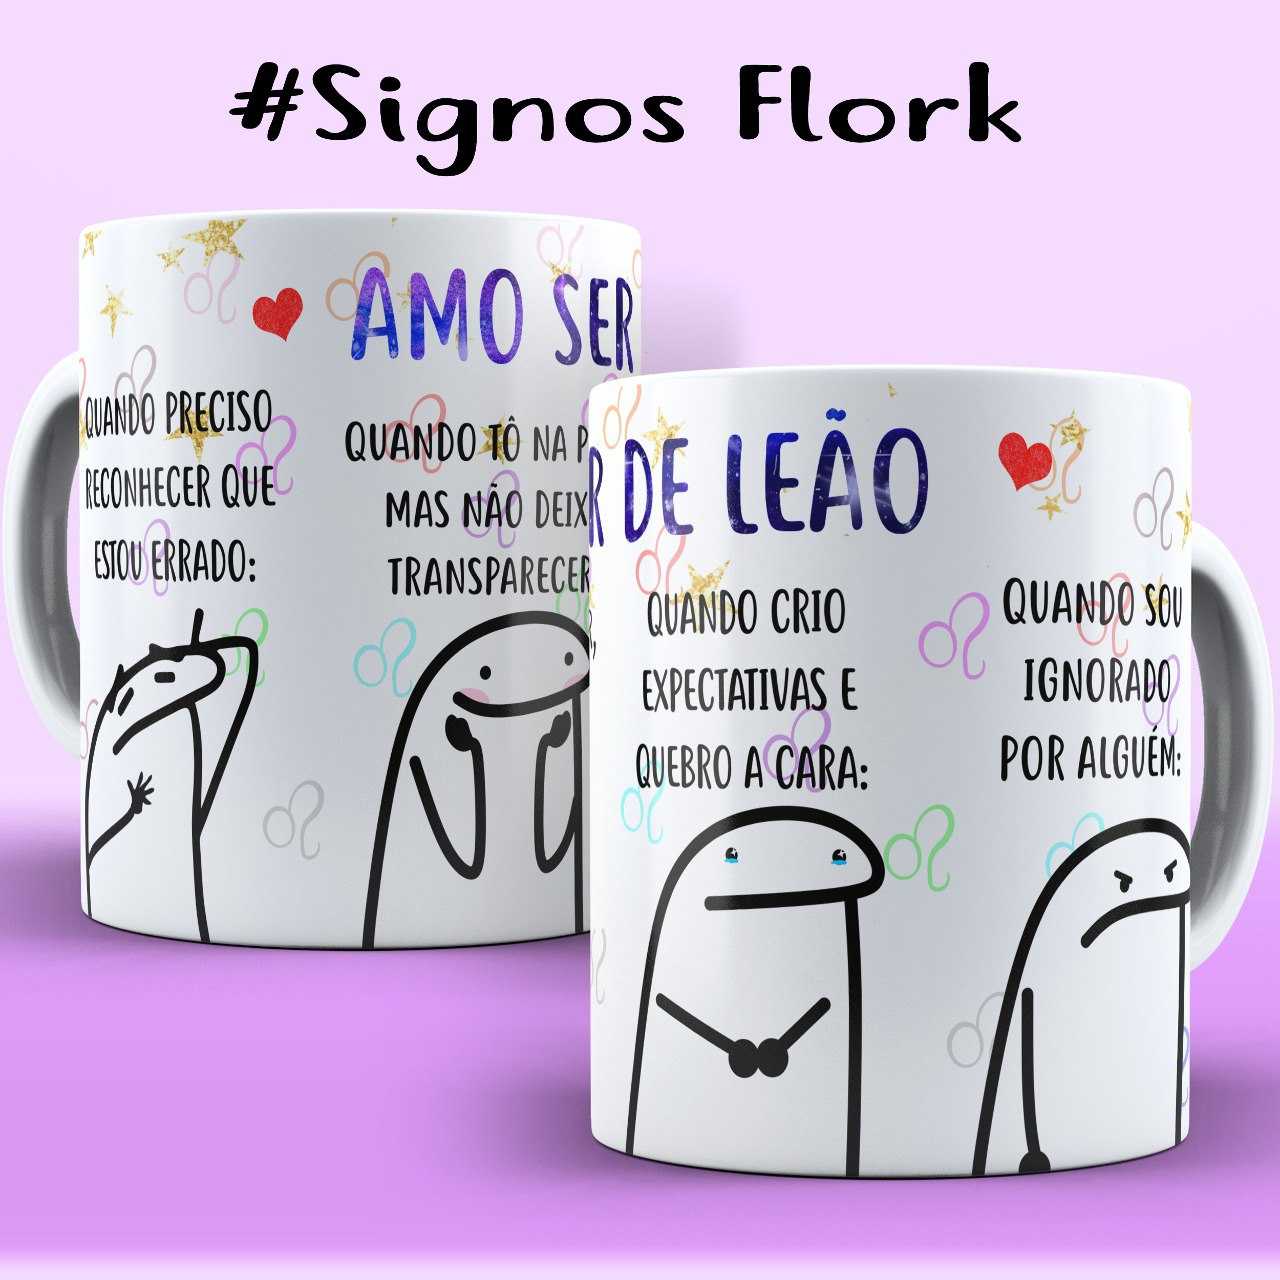 #Signos Flork
AMO SER
QUANDO PRECISO
RECONHECER QUE
ESTOU ERRADO:
QUANDO TÔ NA P
MAS NÃO DEIX
TRANSPARECER
R DE LEÃO
QUANDO CRIO
EXPECTATIVAS E
QUEBRO A CARA:
QUANDO SOU
IGNORADO
POR ALGUÉM: